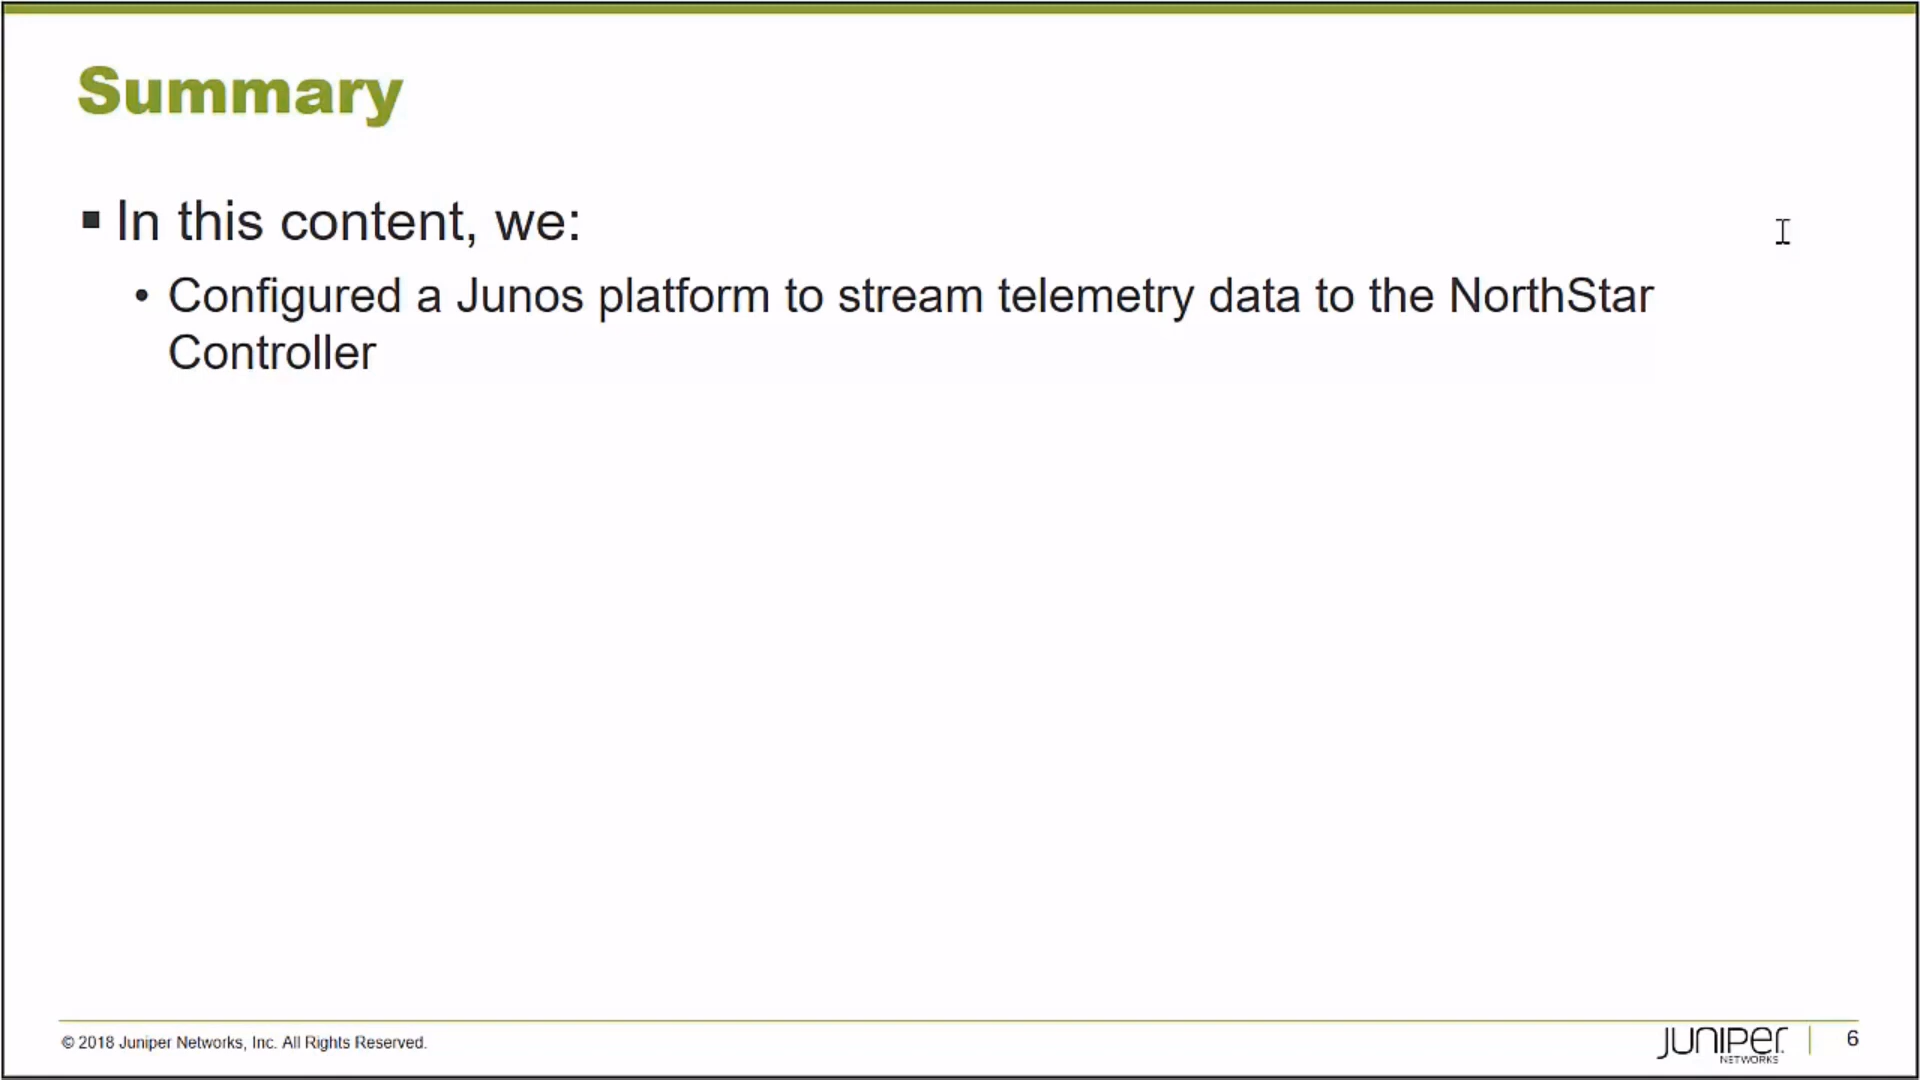 Summary
▪ In this content, we:
• Configured a Junos platform to stream telemetry data to the NorthStar
Controller
© 2018 Juniper Networks, Inc. All Rights Reserved.
JUNIPER
NETWORKS
6